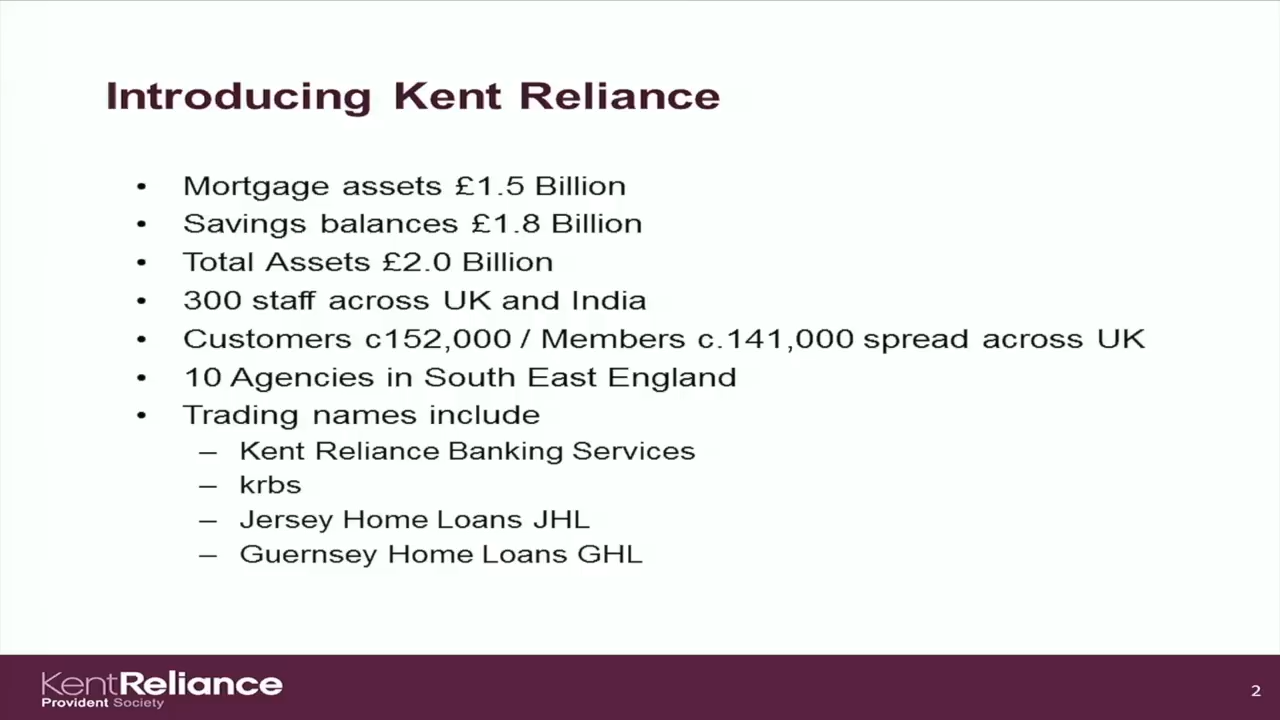 Introducing Kent Reliance
• Mortgage assets £1.5 Billion
• Savings balances £1.8 Billion
• Total Assets £2.0 Billion
• 300 staff across UK and India
• Customers c152,000 / Members c.141,000 spread across UK
• 10 Agencies in South East England
• Trading names include
– Kent Reliance Banking Services
– krbs
– Jersey Home Loans JHL
– Guernsey Home Loans GHL
KentReliance
Provident Society
2